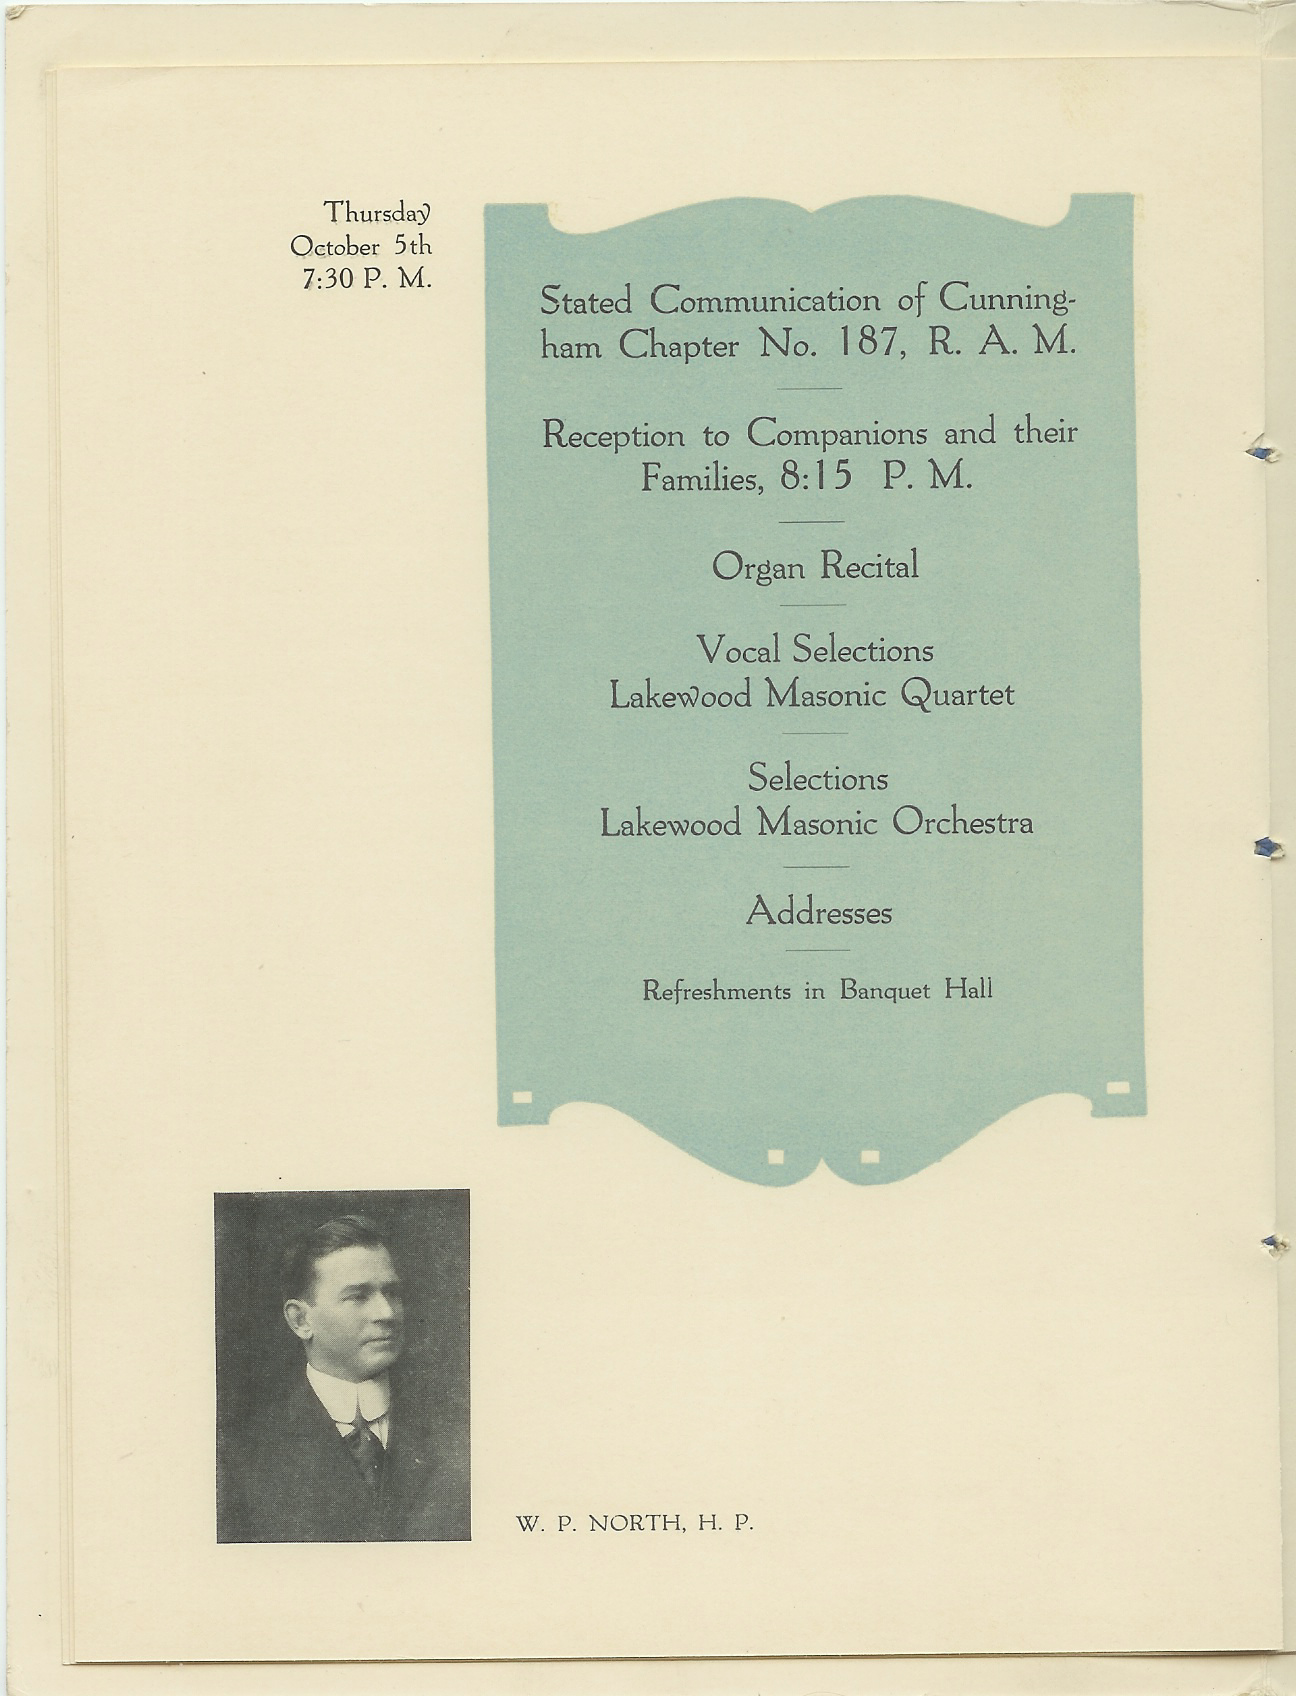 Thursday
October 5th
7:30 P. M.
Stated Communication of Cunning-
ham Chapter No. 187, R. A. M.
Reception to Companions and their
Families, 8:15 P. M.
Organ Recital
Vocal Selections
Lakewood Masonic Quartet
Selections
Lakewood Masonic Orchestra
Addresses
Refreshments in Banquet Hall
W. P. NORTH, H. P.